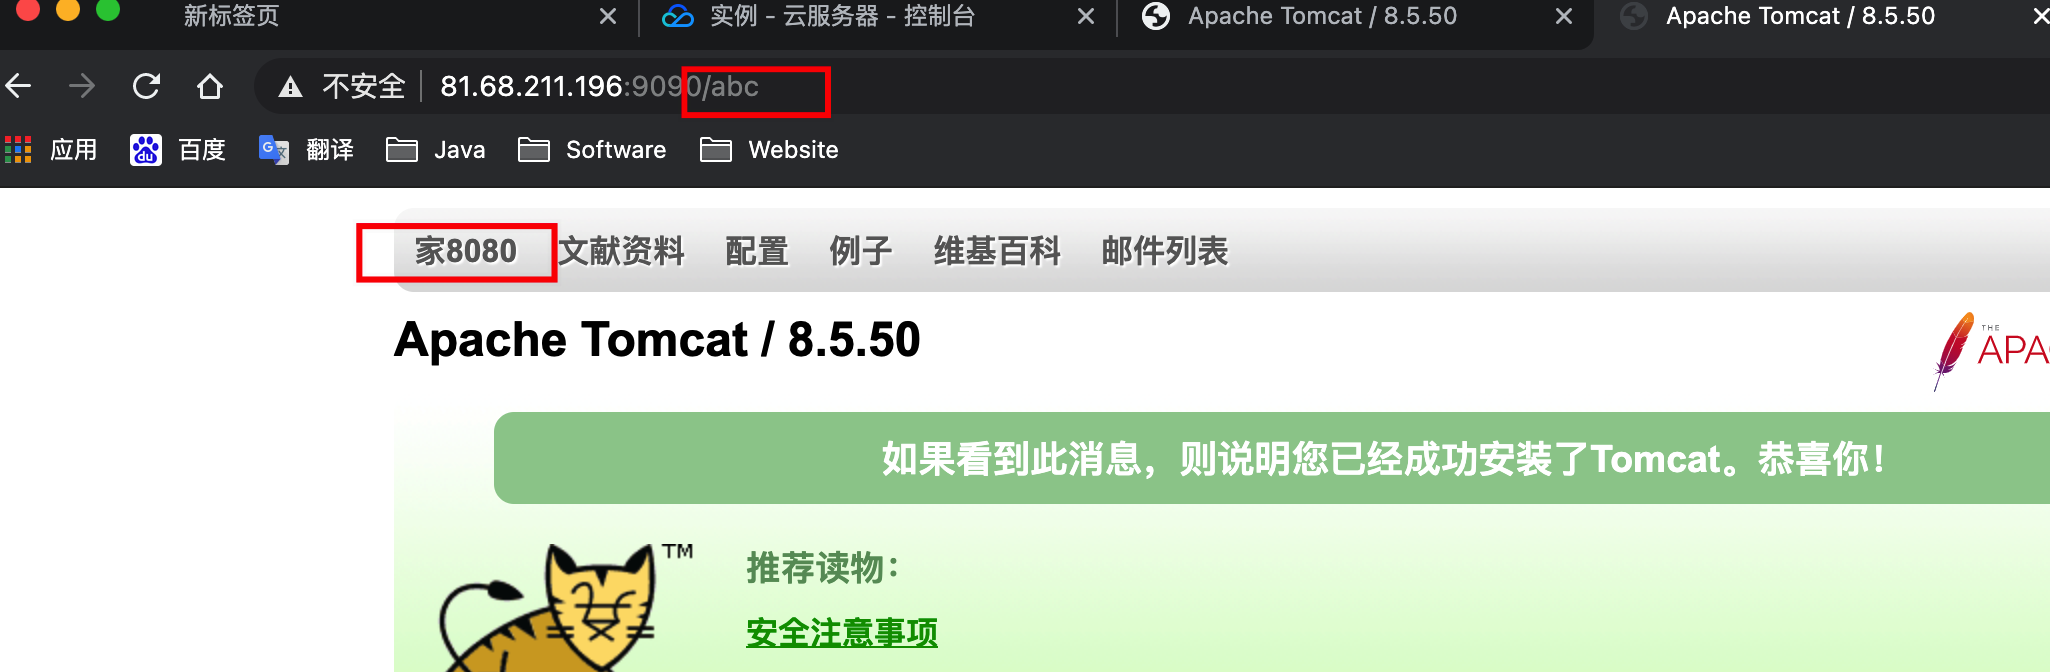 新标签页
实例 - 云服务器 - 控制台
Apache Tomcat / 8.5.50
Apache Tomcat / 8.5.50
不安全 81.68.211.196:9090/abc
应用 百度 翻译 Java Software Website
家8080 文献资料 配置 例子 维基百科 邮件列表
Apache Tomcat / 8.5.50
THE
APA
如果看到此消息，则说明您已经成功安装了Tomcat。恭喜你！
TM
推荐读物：
安全注意事项